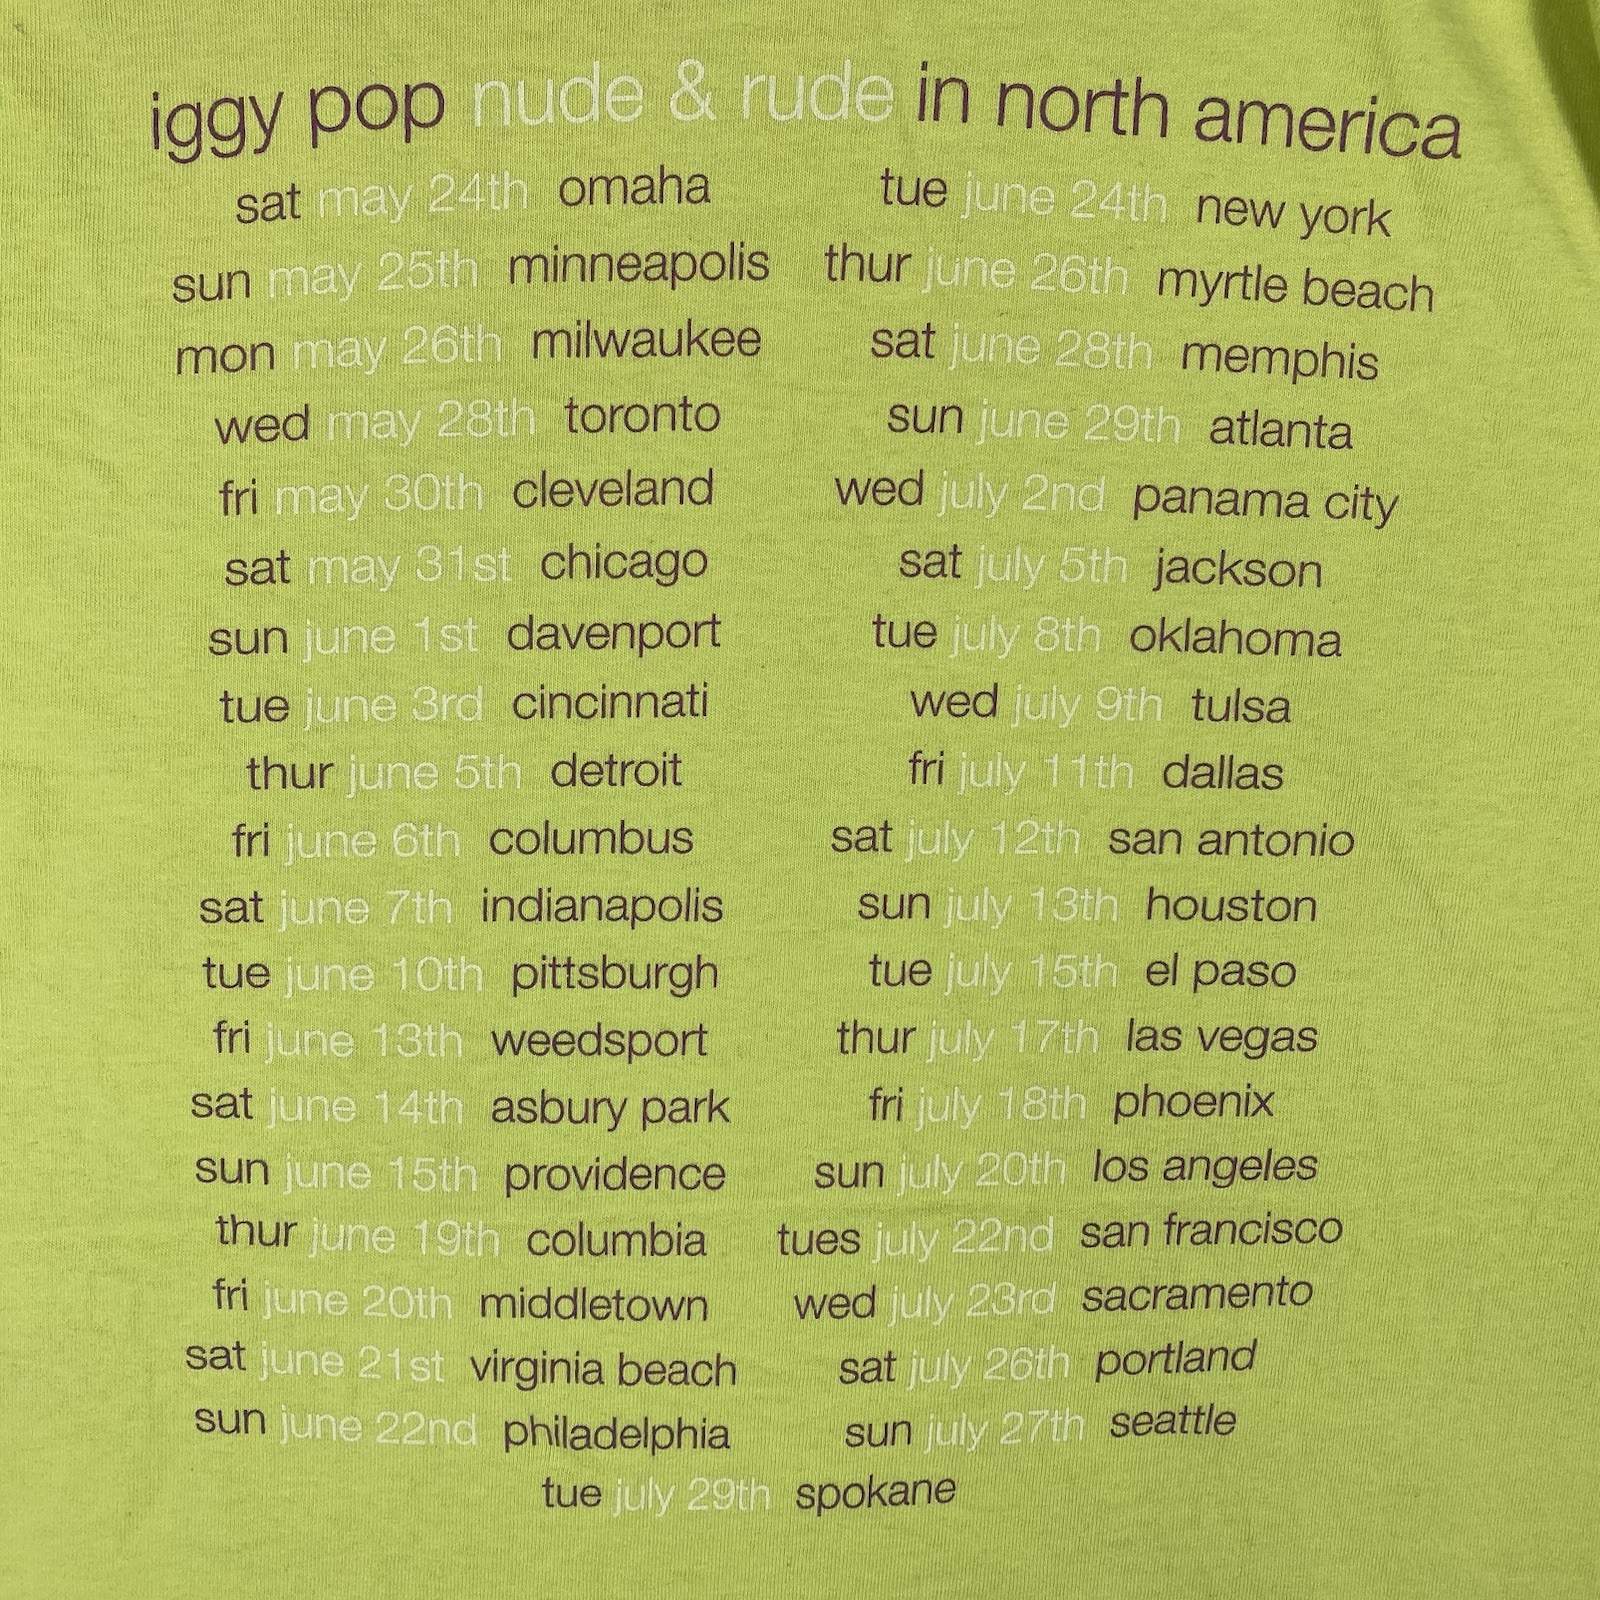 iggy pop nude & rude in north america
sat may 24th omaha
sun may 25th minneapolis
mon may 26th milwaukee
wed may 28th toronto
fri may 30th cleveland
sat may 31st chicago
sun june 1st davenport
tue june 3rd cincinnati
thur june 5th detroit
fri june 6th columbus
sat june 7th indianapolis
tue june 10th pittsburgh
fri june 13th weedsport
sat june 14th asbury park
sun june 15th providence
thur june 19th columbia
fri june 20th middletown
sat june 21st virginia beach
sun june 22nd philadelphia
tue june 24th new york
thur june 26th myrtle beach
sat june 28th memphis
sun june 29th atlanta
wed july 2nd panama city
sat july 5th jackson
tue july 8th oklahoma
wed july 9th tulsa
fri july 11th dallas
sat july 12th san antonio
sun july 13th houston
tue july 15th el paso
thur july 17th las vegas
fri july 18th phoenix
sun july 20th los angeles
tues july 22nd san francisco
wed july 23rd sacramento
sat july 26th portland
sun july 27th seattle
tue july 29th spokane